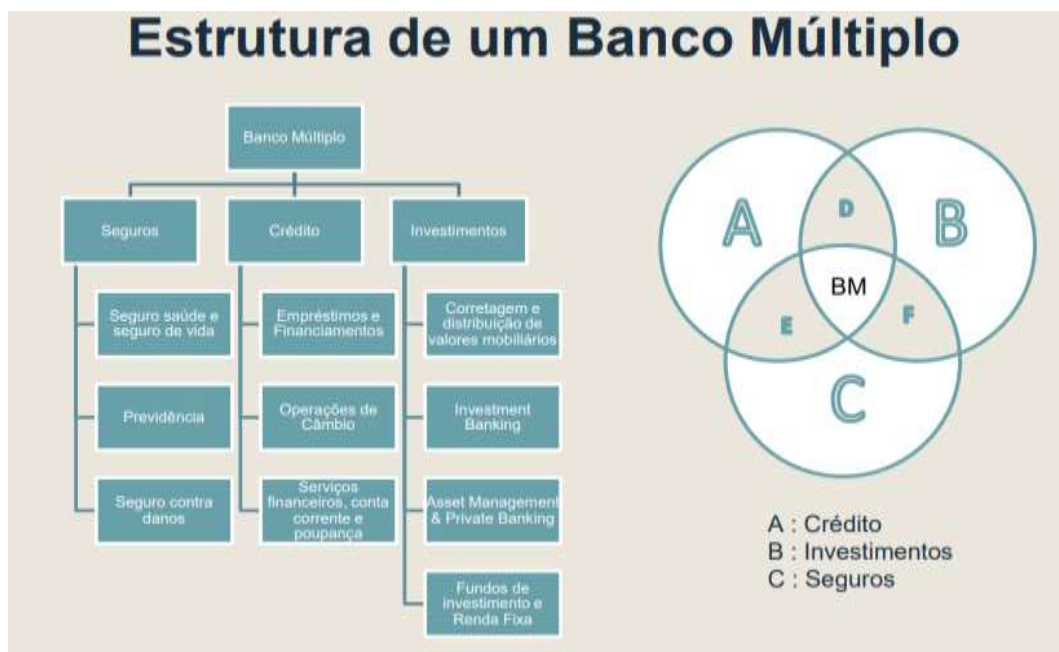 Estrutura de um Banco Múltiplo
Banco Múltiplo
Seguros
Crédito
Investimentos
Seguro saúde e
seguro de vida
Previdência
Seguro contra
danos
Empréstimos e
Financiamentos
Operações de
Câmbio
Serviços
financeiros, conta
corrente e
poupança
Corretagem e
distribuição de
valores mobiliários
Investment
Banking
Asset Management
& Private Banking
Fundos de
investimento e
Renda Fixa
A
D
B
BM
E
F
C
A : Crédito
B : Investimentos
C : Seguros